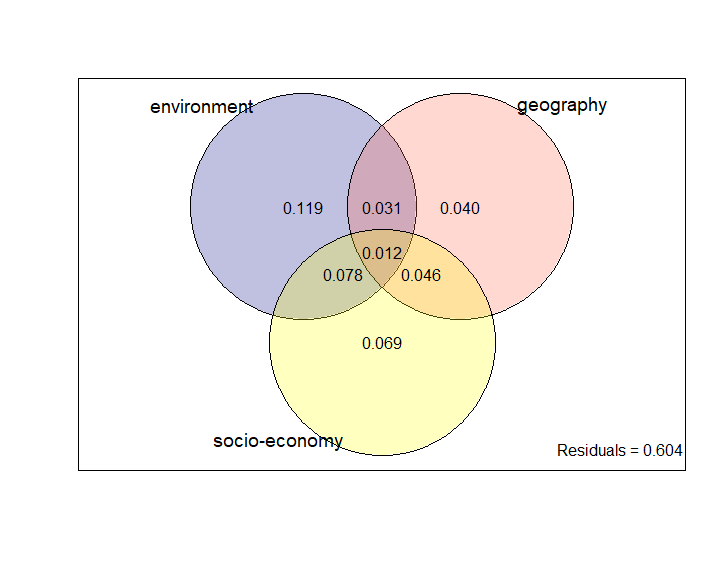 environment
geography
0.119
0.031
0.040
0.012
0.078
0.046
0.069
socio-economy
Residuals = 0.604